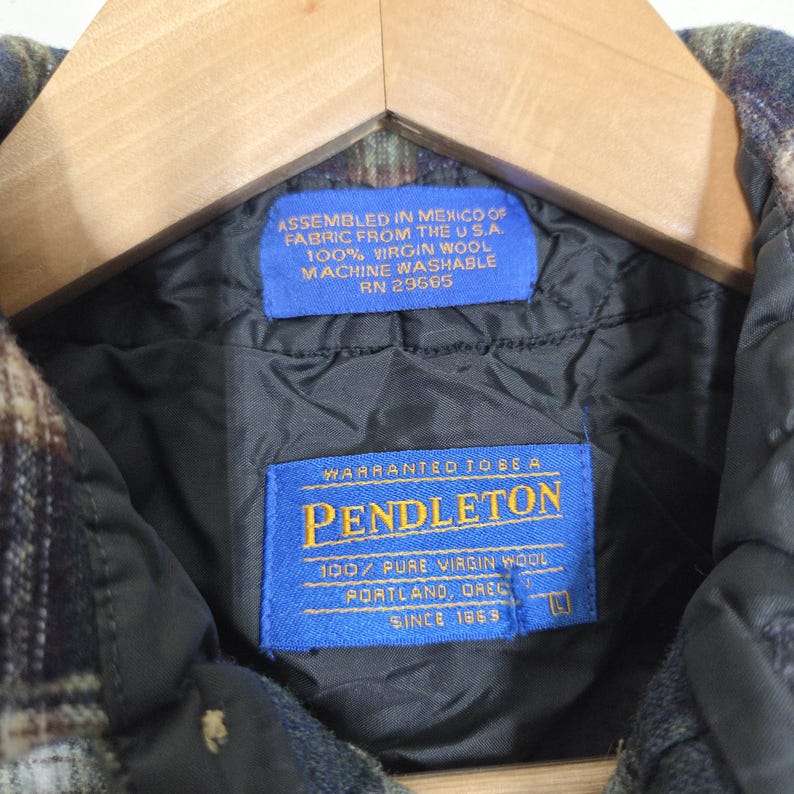 ASSEMBLED IN MEXICO OF
FABRIC FROM THE U.S.A.
100% VIRGIN WOOL
MACHINE WASHABLE
RN 29685
WARRANTED TO BE A
PENDLETON
100% PURE VIRGIN WOOL
PORTLAND,
SINCE 1863
L